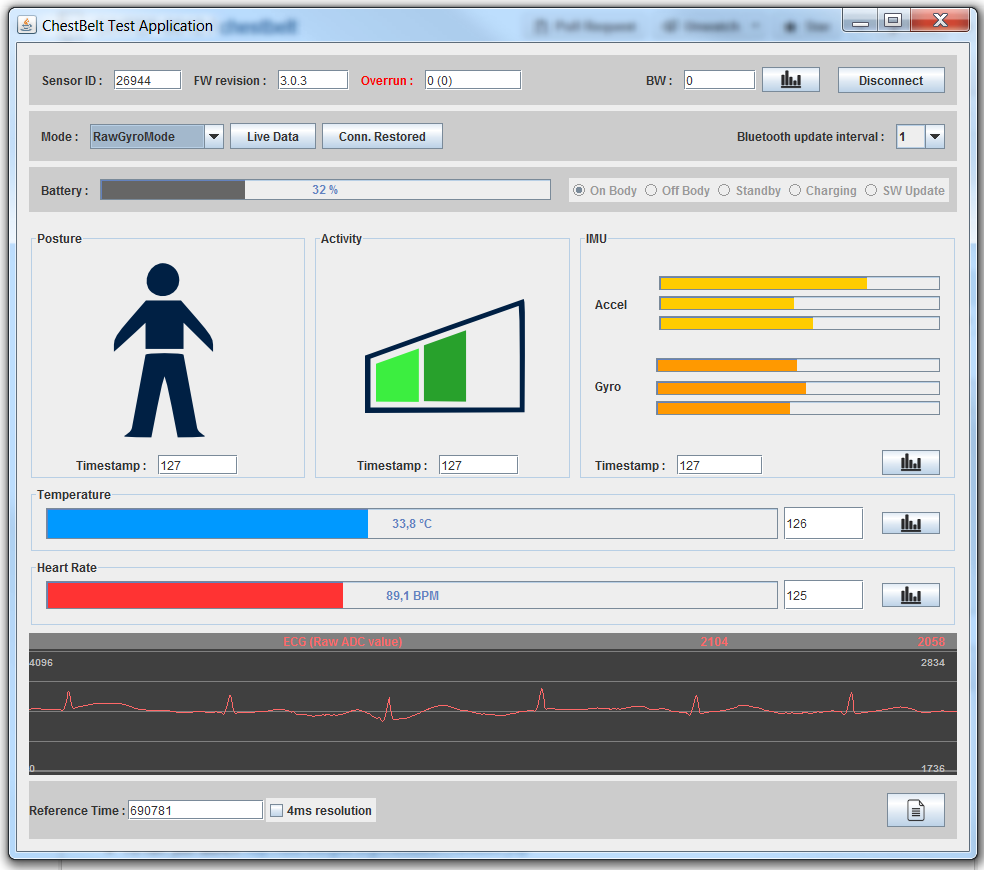 ChestBelt Test Application
Sensor ID : 26944 FW revision : 3.0.3 Overrun : 0 (0) BW : 0 Disconnect
Mode : RawGyroMode Live Data Conn. Restored Bluetooth update interval : 1
Battery : 32 % On Body Off Body Standby Charging SW Update
Posture Activity IMU
Accel
Gyro
Timestamp : 127 Timestamp : 127 Timestamp : 127
Temperature
33,8 °C 126
Heart Rate
89,1 BPM 125
ECG (Raw ADC value) 2104 2058
4096 2834
0 1736
Reference Time : 690781 4ms resolution